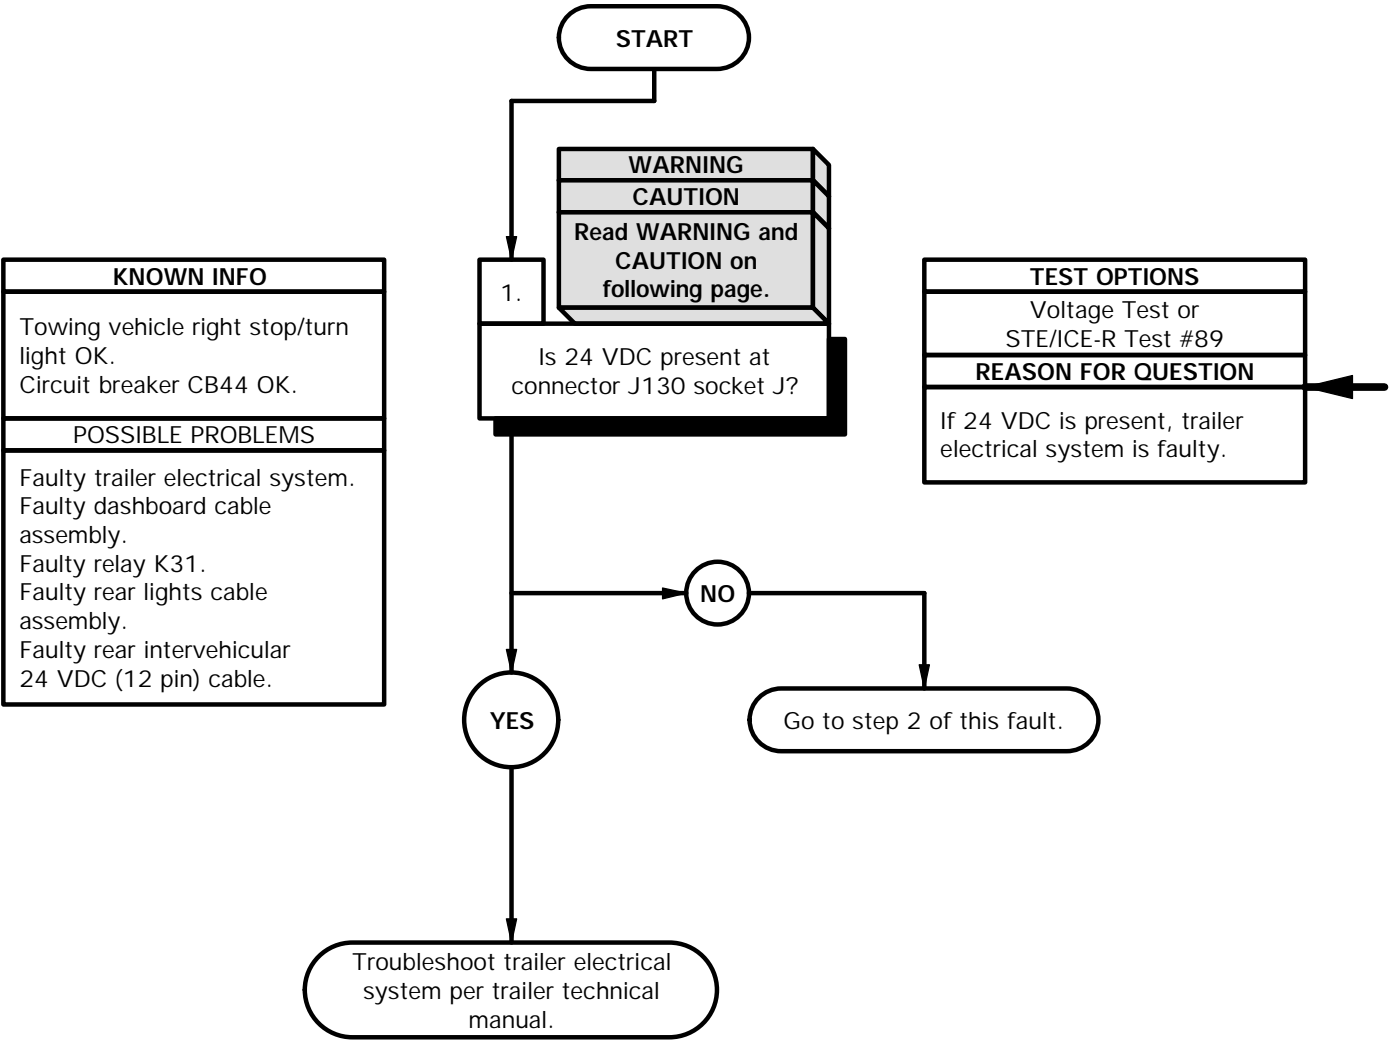 START
WARNING
CAUTION
Read WARNING and
CAUTION on
following page.
1.
Is 24 VDC present at
connector J130 socket J?
KNOWN INFO
Towing vehicle right stop/turn
light OK.
Circuit breaker CB44 OK.
POSSIBLE PROBLEMS
Faulty trailer electrical system.
Faulty dashboard cable
assembly.
Faulty relay K31.
Faulty rear lights cable
assembly.
Faulty rear intervehicular
24 VDC (12 pin) cable.
TEST OPTIONS
Voltage Test or
STE/ICE-R Test #89
REASON FOR QUESTION
If 24 VDC is present, trailer
electrical system is faulty.
NO
YES
Go to step 2 of this fault.
Troubleshoot trailer electrical
system per trailer technical
manual.